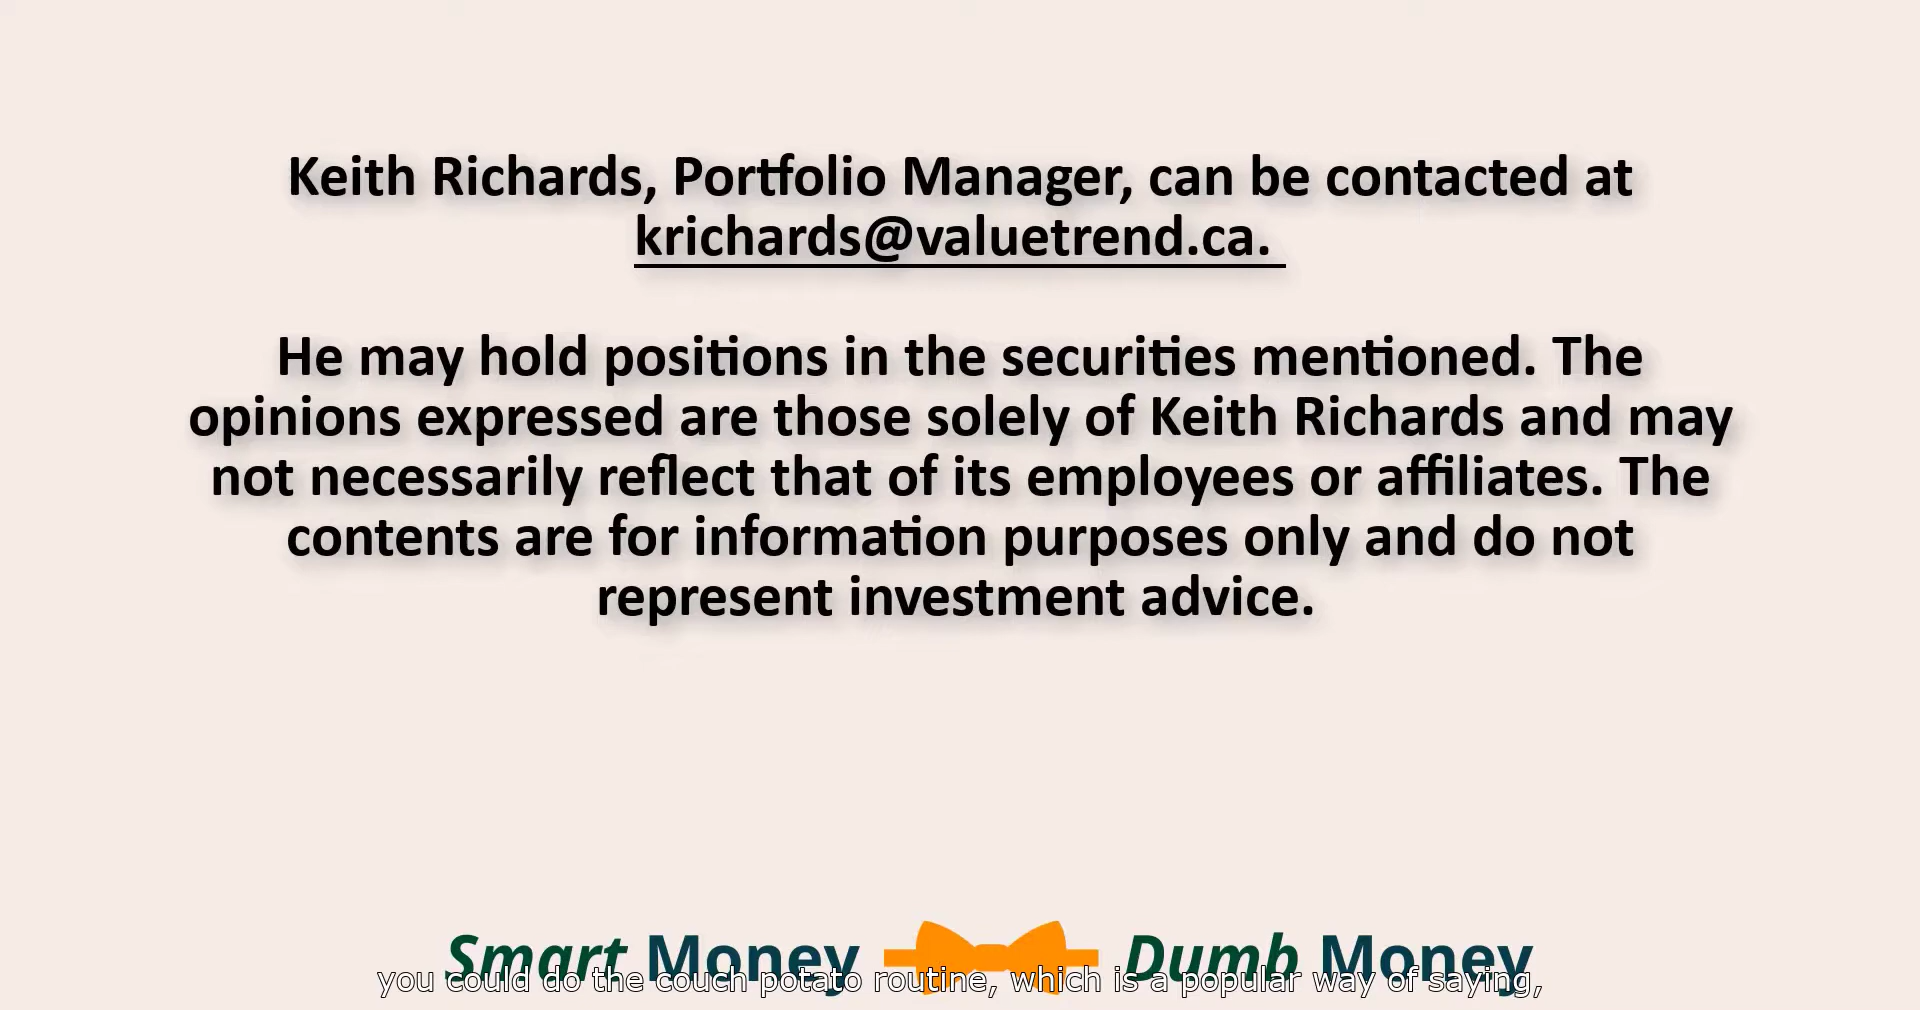 Keith Richards, Portfolio Manager, can be contacted at
krichards@valuetrend.ca.
He may hold positions in the securities mentioned. The
opinions expressed are those solely of Keith Richards and may
not necessarily reflect that of its employees or affiliates. The
contents are for information purposes only and do not
represent investment advice.
Smart Money Dumb Money
you could do the couch potato routine, which is a popular way of saying,